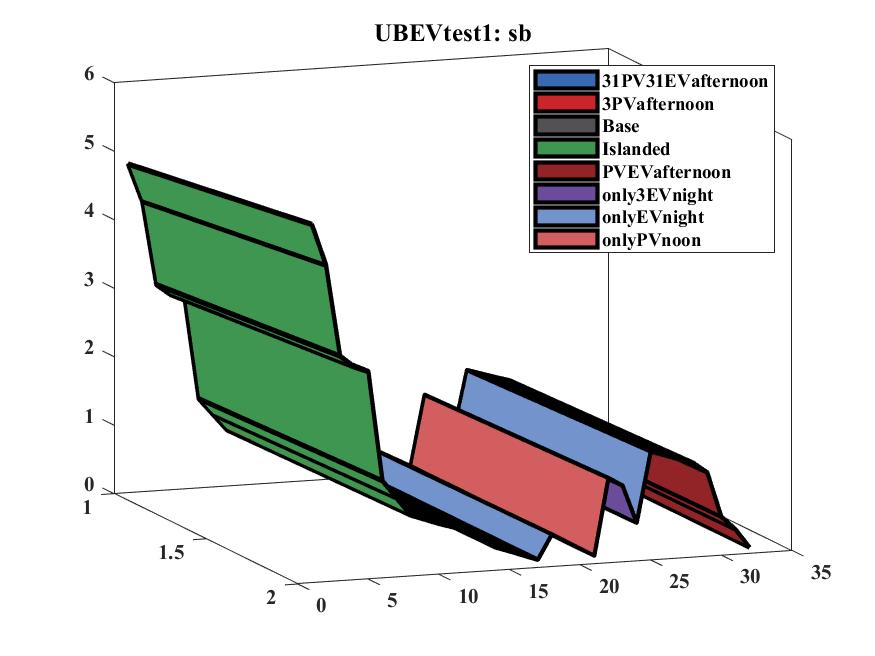 UBEVtest1: sb
31PV31EVafternoon
3PVafternoon
Base
Islanded
PVEVafternoon
only3EVnight
onlyEVnight
onlyPVnoon
6
5
4
3
2
1
0
1
1.5
2
0
5
10
15
20
25
30
35